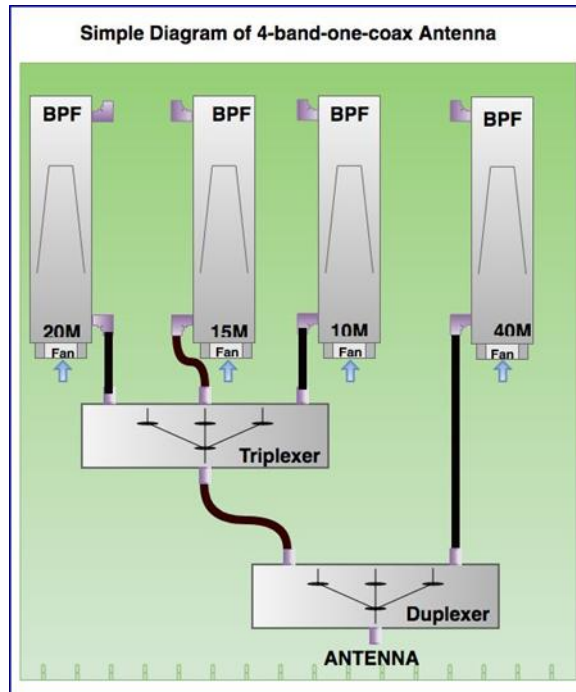 Simple Diagram of 4-band-one-coax Antenna
BPF BPF BPF BPF
20M 15M 10M 40M
Fan Fan Fan Fan
Triplexer
Duplexer
ANTENNA